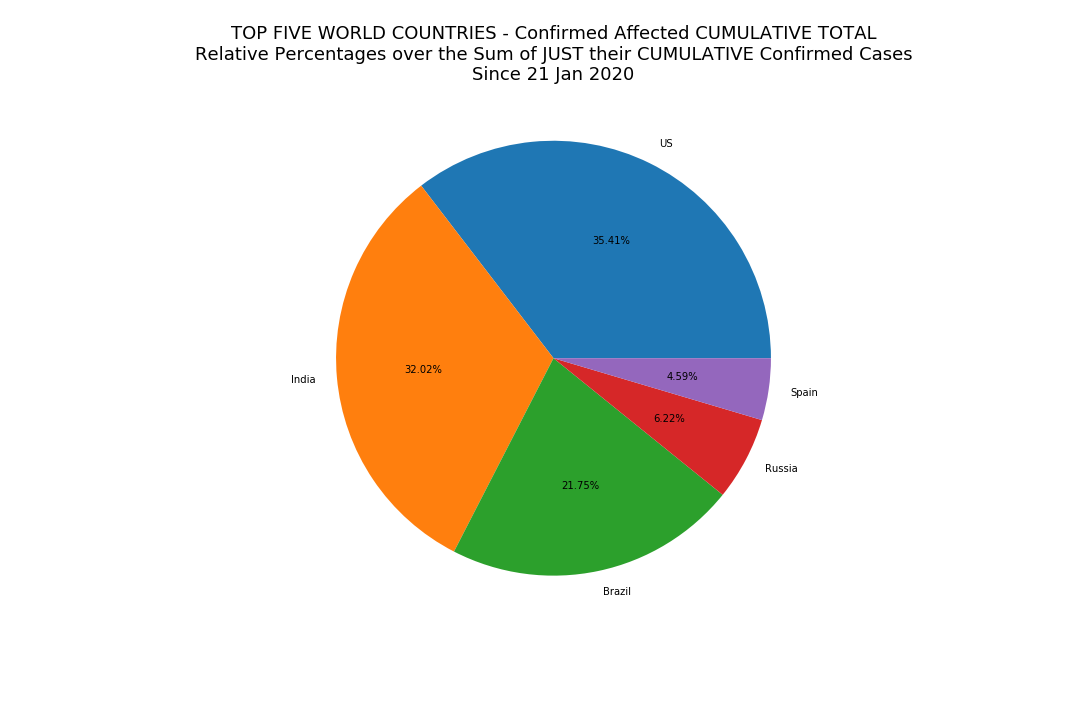 TOP FIVE WORLD COUNTRIES - Confirmed Affected CUMULATIVE TOTAL
Relative Percentages over the Sum of JUST their CUMULATIVE Confirmed Cases
Since 21 Jan 2020
US
35.41%
India
32.02%
Brazil
21.75%
Russia
6.22%
Spain
4.59%